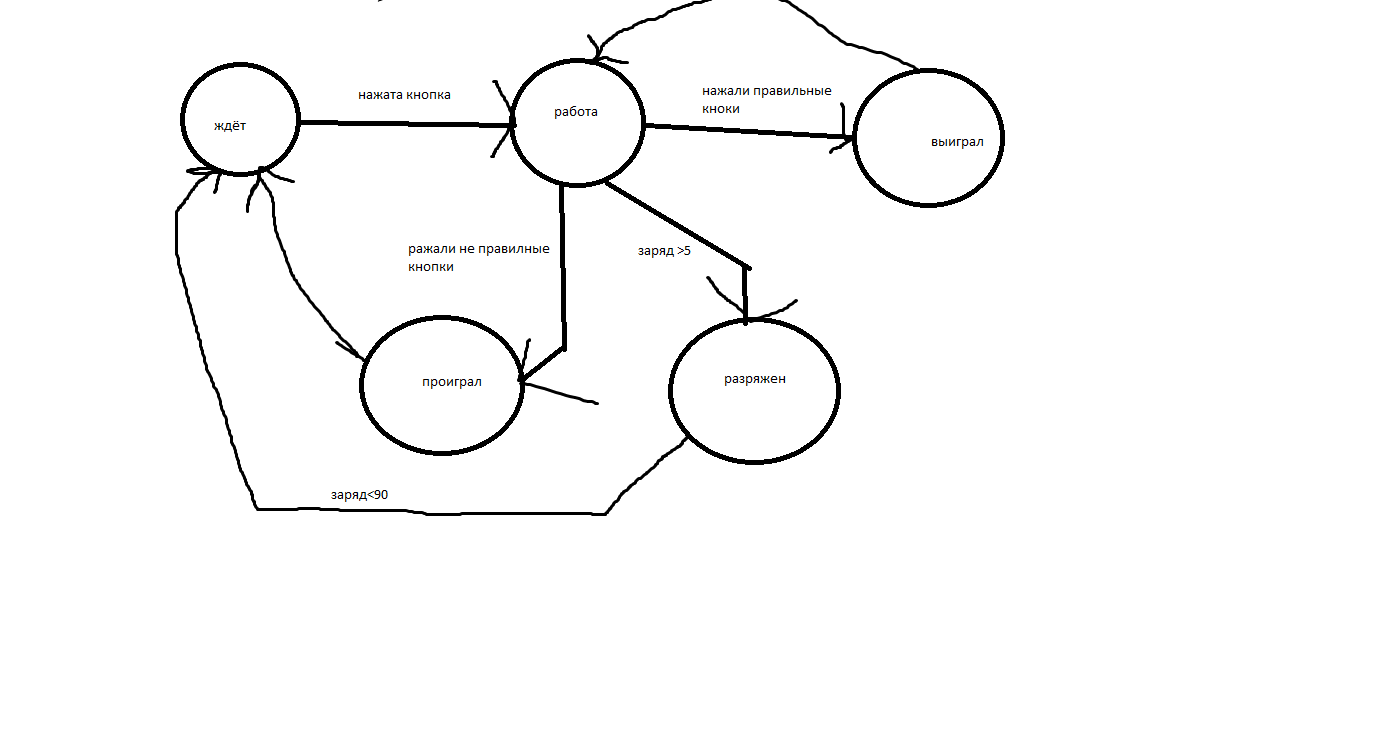 нажата кнопка
нажали правильные
кноки
ждёт
работа
выиграл
ражали не правилные
кнопки
заряд >5
проиграл
разряжен
заряд<90